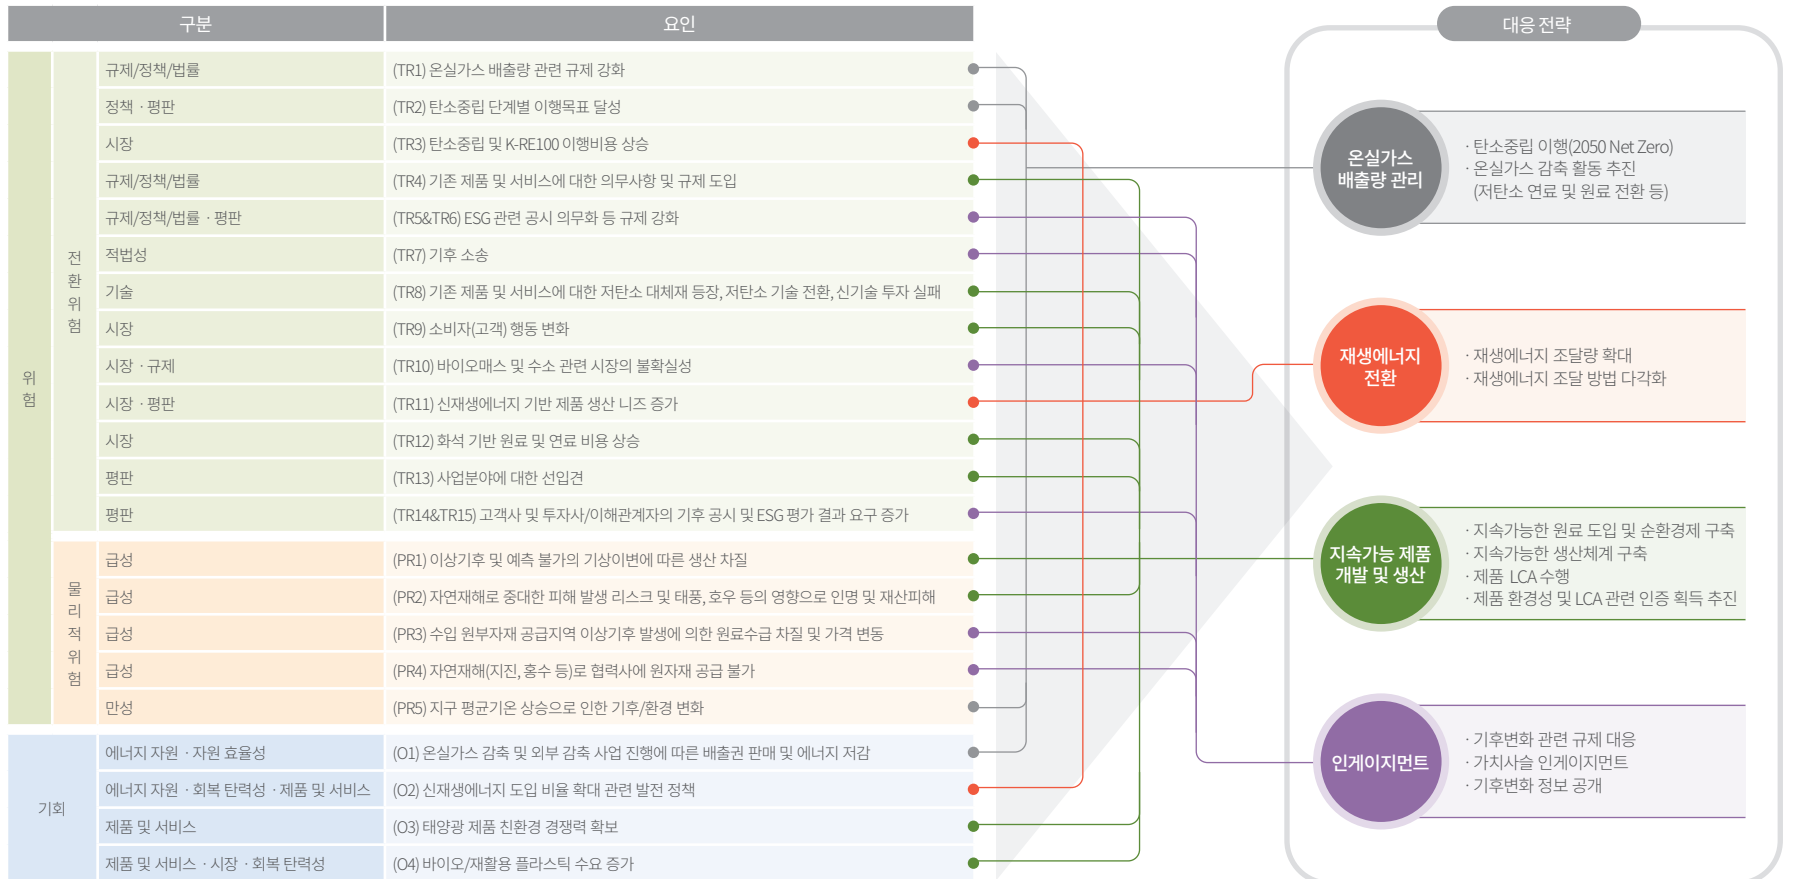 구분 요인 대응 전략
위험
전환위험
규제/정책/법률 (TR1) 온실가스 배출량 관련 규제 강화
정책 · 평판 (TR2) 탄소중립 단계별 이행목표 달성
시장 (TR3) 탄소중립 및 K-RE100 이행비용 상승
규제/정책/법률 (TR4) 기존 제품 및 서비스에 대한 의무사항 및 규제 도입
규제/정책/법률 · 평판 (TR5&TR6) ESG 관련 공시 의무화 등 규제 강화
적법성 (TR7) 기후 소송
기술 (TR8) 기존 제품 및 서비스에 대한 저탄소 대체재 등장, 저탄소 기술 전환, 신기술 투자 실패
시장 (TR9) 소비자(고객) 행동 변화
시장 · 규제 (TR10) 바이오매스 및 수소 관련 시장의 불확실성
시장 · 평판 (TR11) 신재생에너지 기반 제품 생산 니즈 증가
시장 (TR12) 화석 기반 원료 및 연료 비용 상승
평판 (TR13) 사업분야에 대한 선입견
평판 (TR14&TR15) 고객사 및 투자사/이해관계자의 기후 공시 및 ESG 평가 결과 요구 증가
물리적위험
급성 (PR1) 이상기후 및 예측 불가의 기상이변에 따른 생산 차질
급성 (PR2) 자연재해로 중대한 피해 발생 리스크 및 태풍, 호우 등의 영향으로 인명 및 재산피해
급성 (PR3) 수입 원부자재 공급지역 이상기후 발생에 의한 원료수급 차질 및 가격 변동
급성 (PR4) 자연재해(지진, 홍수 등)로 협력사에 원자재 공급 불가
만성 (PR5) 지구 평균기온 상승으로 인한 기후/환경 변화
기회
에너지 자원 · 자원 효율성 (O1) 온실가스 감축 및 외부 감축 사업 진행에 따른 배출권 판매 및 에너지 저감
에너지 자원 · 회복 탄력성 · 제품 및 서비스 (O2) 신재생에너지 도입 비율 확대 관련 발전 정책
제품 및 서비스 (O3) 태양광 제품 친환경 경쟁력 확보
제품 및 서비스 · 시장 · 회복 탄력성 (O4) 바이오/재활용 플라스틱 수요 증가
온실가스
배출량 관리
· 탄소중립 이행(2050 Net Zero)
· 온실가스 감축 활동 추진
(저탄소 연료 및 원료 전환 등)
재생에너지
전환
· 재생에너지 조달량 확대
· 재생에너지 조달 방법 다각화
지속가능 제품
개발 및 생산
· 지속가능한 원료 도입 및 순환경제 구축
· 지속가능한 생산체계 구축
· 제품 LCA 수행
· 제품 환경성 및 LCA 관련 인증 획득 추진
인게이지먼트
· 기후변화 관련 규제 대응
· 가치사슬 인게이지먼트
· 기후변화 정보 공개